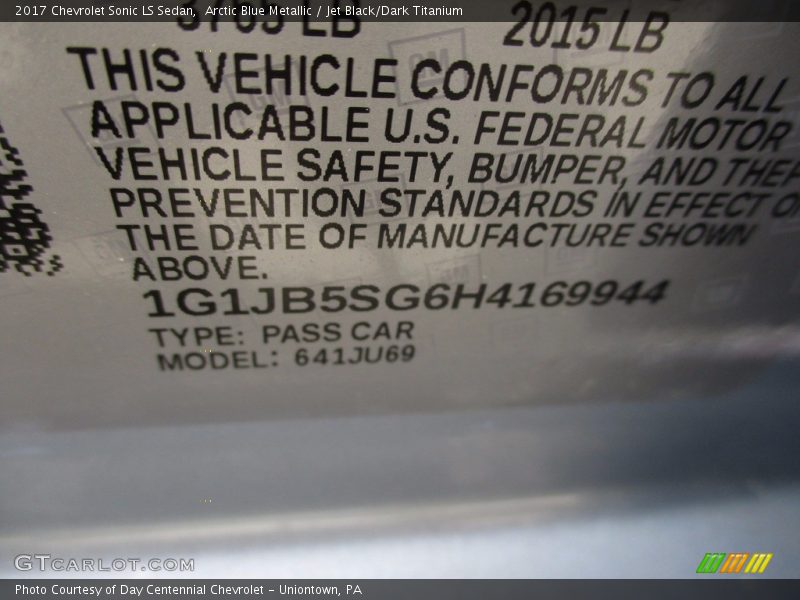 2017 Chevrolet Sonic LS Sedan, Arctic Blue Metallic / Jet Black/Dark Titanium
LB 2015 LB
THIS VEHICLE CONFORMS TO ALL
APPLICABLE U.S. FEDERAL MOTOR
VEHICLE SAFETY, BUMPER, AND
PREVENTION STANDARDS IN EFFECT
THE DATE OF MANUFACTURE SHOWN
ABOVE.
1G1JB5SG6H4169944
TYPE: PASS CAR
MODEL: 641JU69
GTCARLOT.COM
Photo Courtesy of Day Centennial Chevrolet - Uniontown, PA